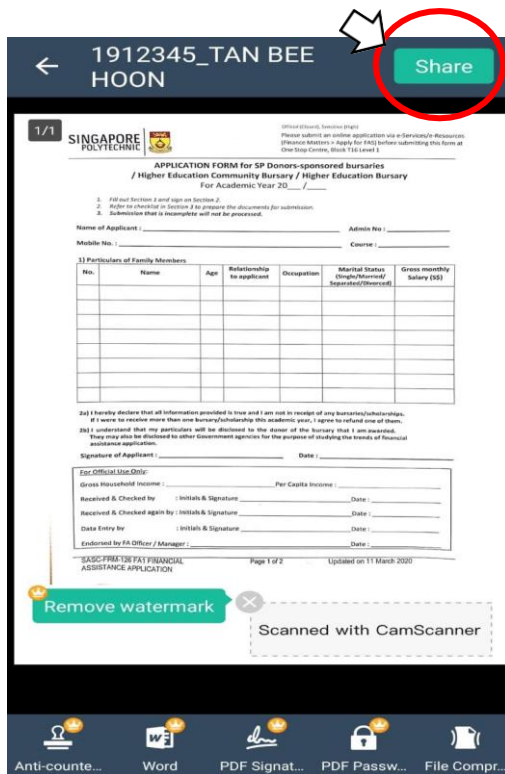 1912345_TAN BEE
HOON
Share
1/1
SINGAPORE
POLYTECHNIC
Official (Closed), Sensitive (High)
Please submit an online application via e-Services/e-Resources
(Finance Matters > Apply for FAS) before submitting this form at
One Stop Centre, Block T16 Level 1
APPLICATION FORM for SP Donors-sponsored bursaries
/ Higher Education Community Bursary / Higher Education Bursary
For Academic Year 20___ /____
1. Fill out Section 1 and sign on Section 2.
2. Refer to checklist in Section 3 to prepare the documents for submission.
3. Submission that is incomplete will not be processed.
Name of Applicant : Admin No :
Mobile No. : Course :
1) Particulars of Family Members
No. Name Age Relationship to applicant Occupation Marital Status (Single/Married/Separated/Divorced) Gross monthly Salary (S$)
2a) I hereby declare that all information provided is true and I am not in receipt of any bursaries/scholarships.
If I were to receive more than one bursary/scholarship this academic year, I agree to refund one of them.
2b) I understand that my particulars will be disclosed to the donor of the bursary that I am awarded.
They may also be disclosed to other Government agencies for the purpose of studying the trends of financial
assistance application.
Signature of Applicant : Date :
For Official Use Only:
Gross Household Income : Per Capita Income :
Received & Checked by : Initials & Signature Date :
Received & Checked again by : Initials & Signature Date :
Date Entry by : Initials & Signature Date :
Endorsed by FA Officer / Manager : Date :
SASC-FRM-126 FA1 FINANCIAL Page 1 of 2 Updated on 11 March 2020
ASSISTANCE APPLICATION
Remove watermark
Scanned with CamScanner
Anti-counte... Word PDF Signat... PDF Passw... File Compr...